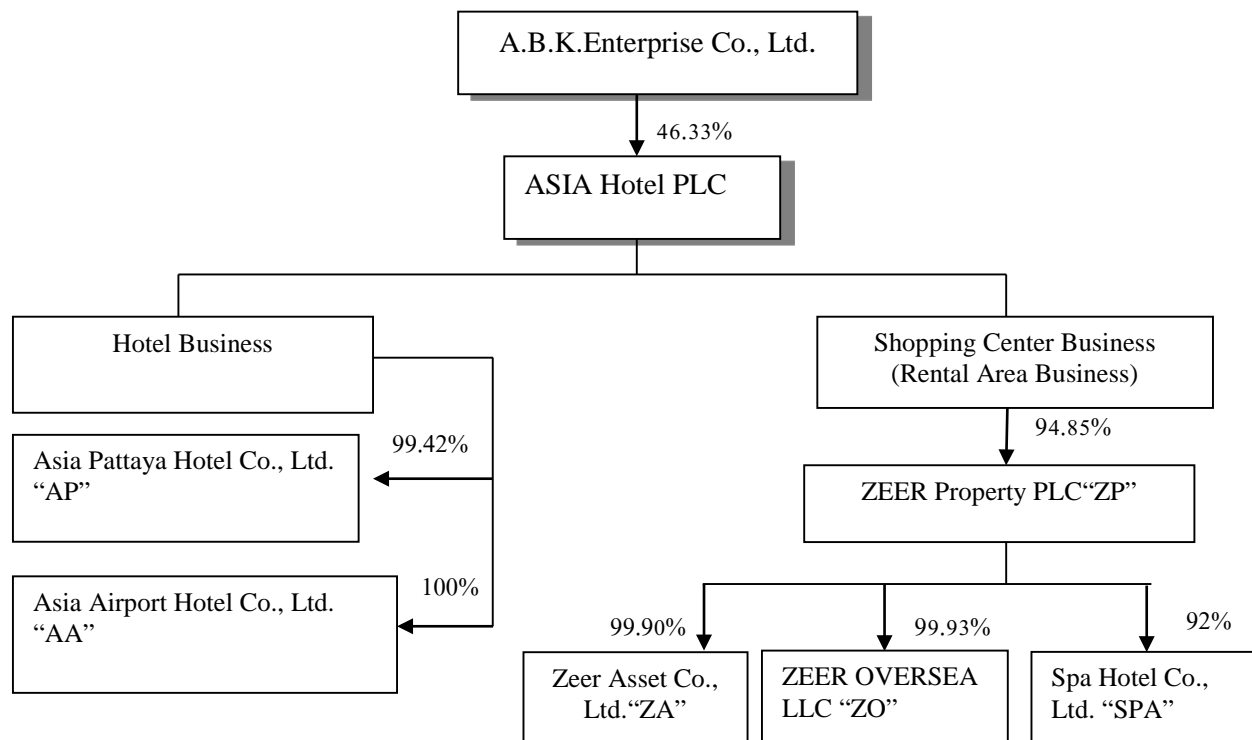 A.B.K.Enterprise Co., Ltd.
46.33%
ASIA Hotel PLC
Hotel Business
Shopping Center Business
(Rental Area Business)
99.42%
94.85%
Asia Pattaya Hotel Co., Ltd.
"AP"
ZEER Property PLC"ZP"
100%
Asia Airport Hotel Co., Ltd.
"AA"
99.90%
99.93%
92%
Zeer Asset Co.,
Ltd."ZA"
ZEER OVERSEA
LLC "ZO"
Spa Hotel Co.,
Ltd. "SPA"